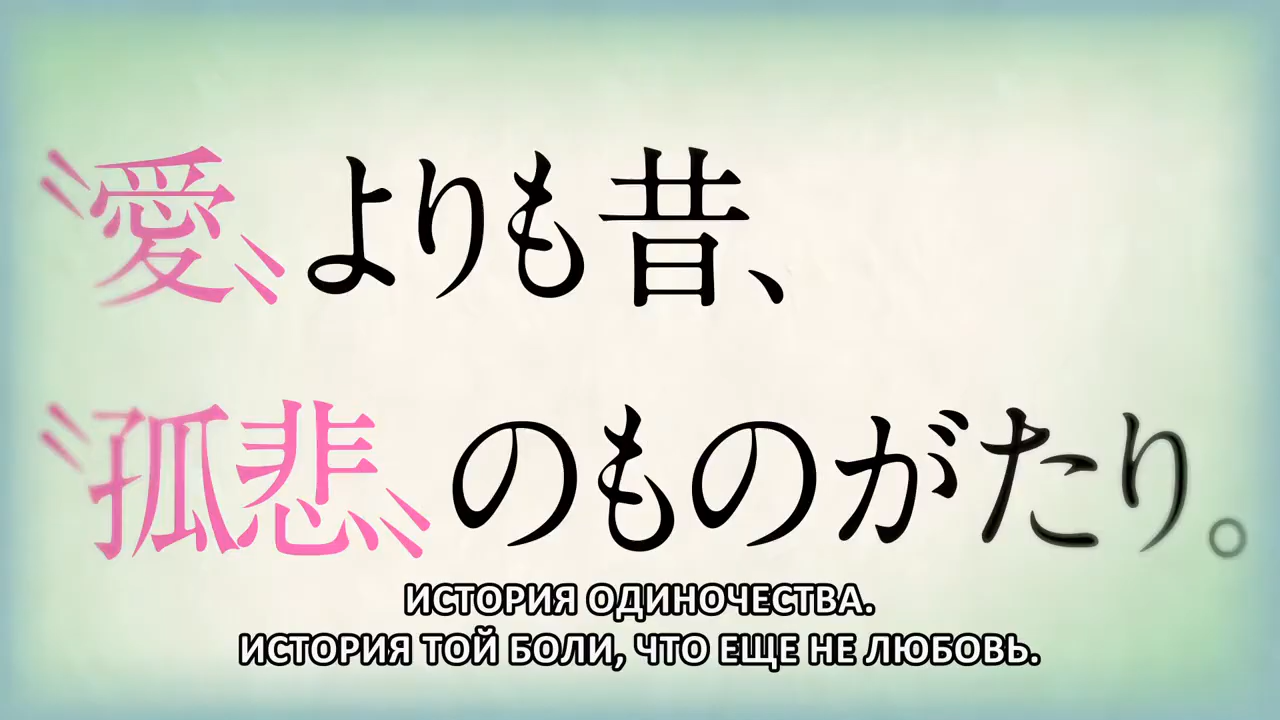 〝愛〟よりも昔、
〝孤悲〟のものがたり。
ИСТОРИЯ ОДИНОЧЕСТВА.
ИСТОРИЯ ТОЙ БОЛИ, ЧТО ЕЩЕ НЕ ЛЮБОВЬ.